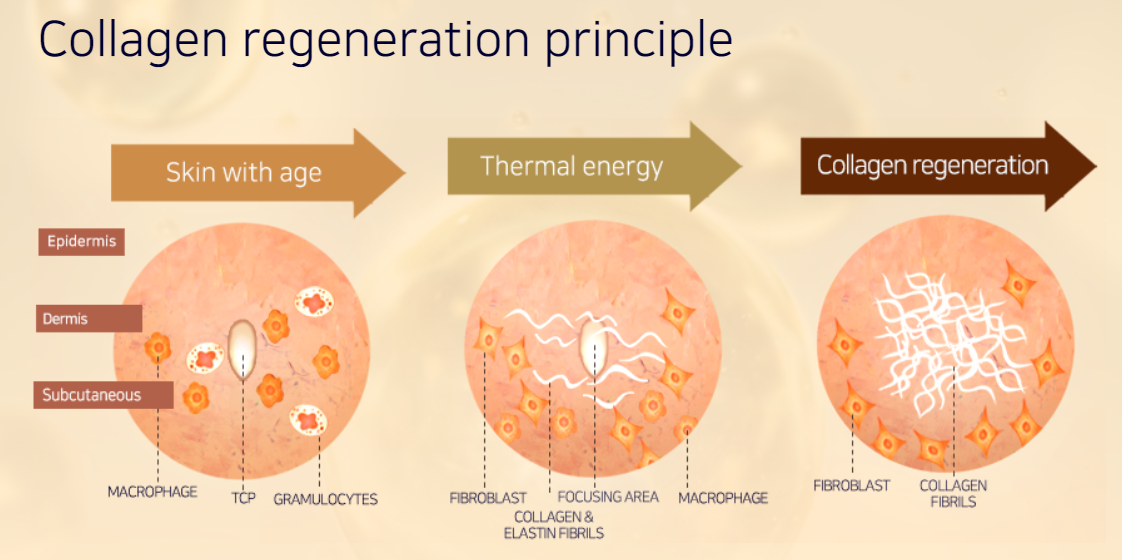 Collagen regeneration principle
Skin with age
Thermal energy
Collagen regeneration
Epidermis
Dermis
Subcutaneous
MACROPHAGE
TCP
GRAMULOCYTES
FIBROBLAST
FOCUSING AREA
MACROPHAGE
COLLAGEN &
ELASTIN FIBRILS
FIBROBLAST
COLLAGEN
FIBRILS